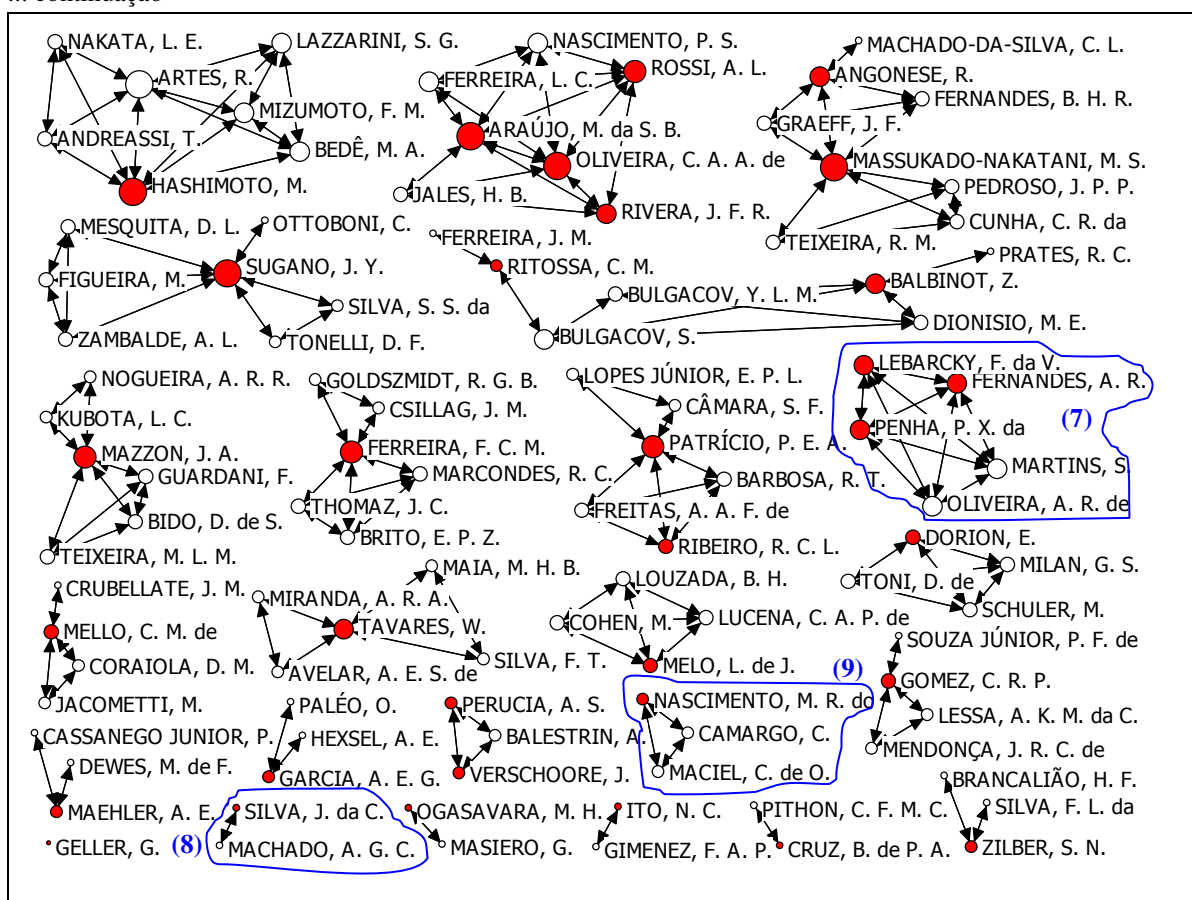 ... continuação
NAKATA, L. E.
LAZZARINI, S. G.
ARTES, R.
MIZUMOTO, F. M.
ANDREASSI, T.
BEDÊ, M. A.
HASHIMOTO, M.
NASCIMENTO, P. S.
ROSSI, A. L.
FERREIRA, L. C.
ARAÚJO, M. da S. B.
OLIVEIRA, C. A. A. de
JALES, H. B.
RIVERA, J. F. R.
MACHADO-DA-SILVA, C. L.
ANGONESE, R.
FERNANDES, B. H. R.
GRAEFF, J. F.
MASSUKADO-NAKATANI, M. S.
PEDROSO, J. P. P.
CUNHA, C. R. da
TEIXEIRA, R. M.
MESQUITA, D. L.
OTTOBONI, C.
SUGANO, J. Y.
FIGUEIRA, M.
SILVA, S. S. da
ZAMBALDE, A. L.
TONELLI, D. F.
FERREIRA, J. M.
RITOSSA, C. M.
PRATES, R. C.
BALBINOT, Z.
BULGACOV, Y. L. M.
DIONISIO, M. E.
BULGACOV, S.
NOGUEIRA, A. R. R.
KUBOTA, L. C.
MAZZON, J. A.
GUARDANI, F.
BIDO, D. de S.
TEIXEIRA, M. L. M.
GOLDSZMIDT, R. G. B.
CSILLAG, J. M.
FERREIRA, F. C. M.
MARCONDES, R. C.
THOMAZ, J. C.
BRITO, E. P. Z.
LOPES JÚNIOR, E. P. L.
CÂMARA, S. F.
PATRÍCIO, P. E. A.
BARBOSA, R. T.
FREITAS, A. A. F. de
RIBEIRO, R. C. L.
LEBARCKY, F. da V.
FERNANDES, A. R.
(7)
PENHA, P. X. da
MARTINS, S.
OLIVEIRA, A. R. de
DORION, E.
MILAN, G. S.
TONI, D. de
SCHULER, M.
CRUBELLATE, J. M.
MELLO, C. M. de
CORAIOLA, D. M.
JACOMETTI, M.
MAIA, M. H. B.
MIRANDA, A. R. A.
TAVARES, W.
SILVA, F. T.
AVELAR, A. E. S. de
LOUZADA, B. H.
COHEN, M.
LUCENA, C. A. P. de
MELO, L. de J.
SOUZA JÚNIOR, P. F. de
GOMEZ, C. R. P.
LESSA, A. K. M. da C.
MENDONÇA, J. R. C. de
CASSANEGO JUNIOR, P.
DEWES, M. de F.
MAEHLER, A. E.
PALÉO, O.
HEXSEL, A. E.
GARCIA, A. E. G.
PERUCIA, A. S.
BALESTRIN, A.
VERSCHOORE, J.
(9)
NASCIMENTO, M. R. do
CAMARGO, C.
MACIEL, C. de O.
BRANCALIÃO, H. F.
SILVA, F. L. da
ZILBER, S. N.
GELLER, G.
(8)
SILVA, J. da C.
MACHADO, A. G. C.
OGASAVARA, M. H.
MASIERO, G.
ITO, N. C.
GIMENEZ, F. A. P.
PITHON, C. F. M. C.
CRUZ, B. de P. A.